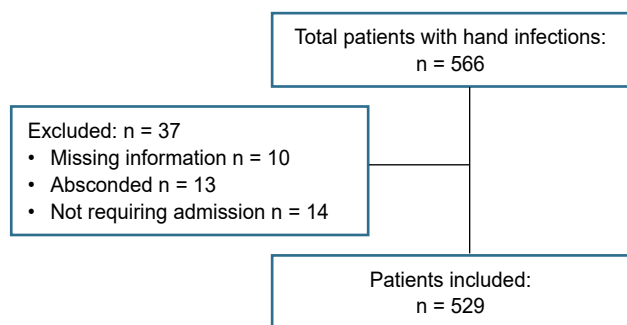 Total patients with hand infections:
n = 566
Excluded: n = 37
• Missing information n = 10
• Absconded n = 13
• Not requiring admission n = 14
Patients included:
n = 529